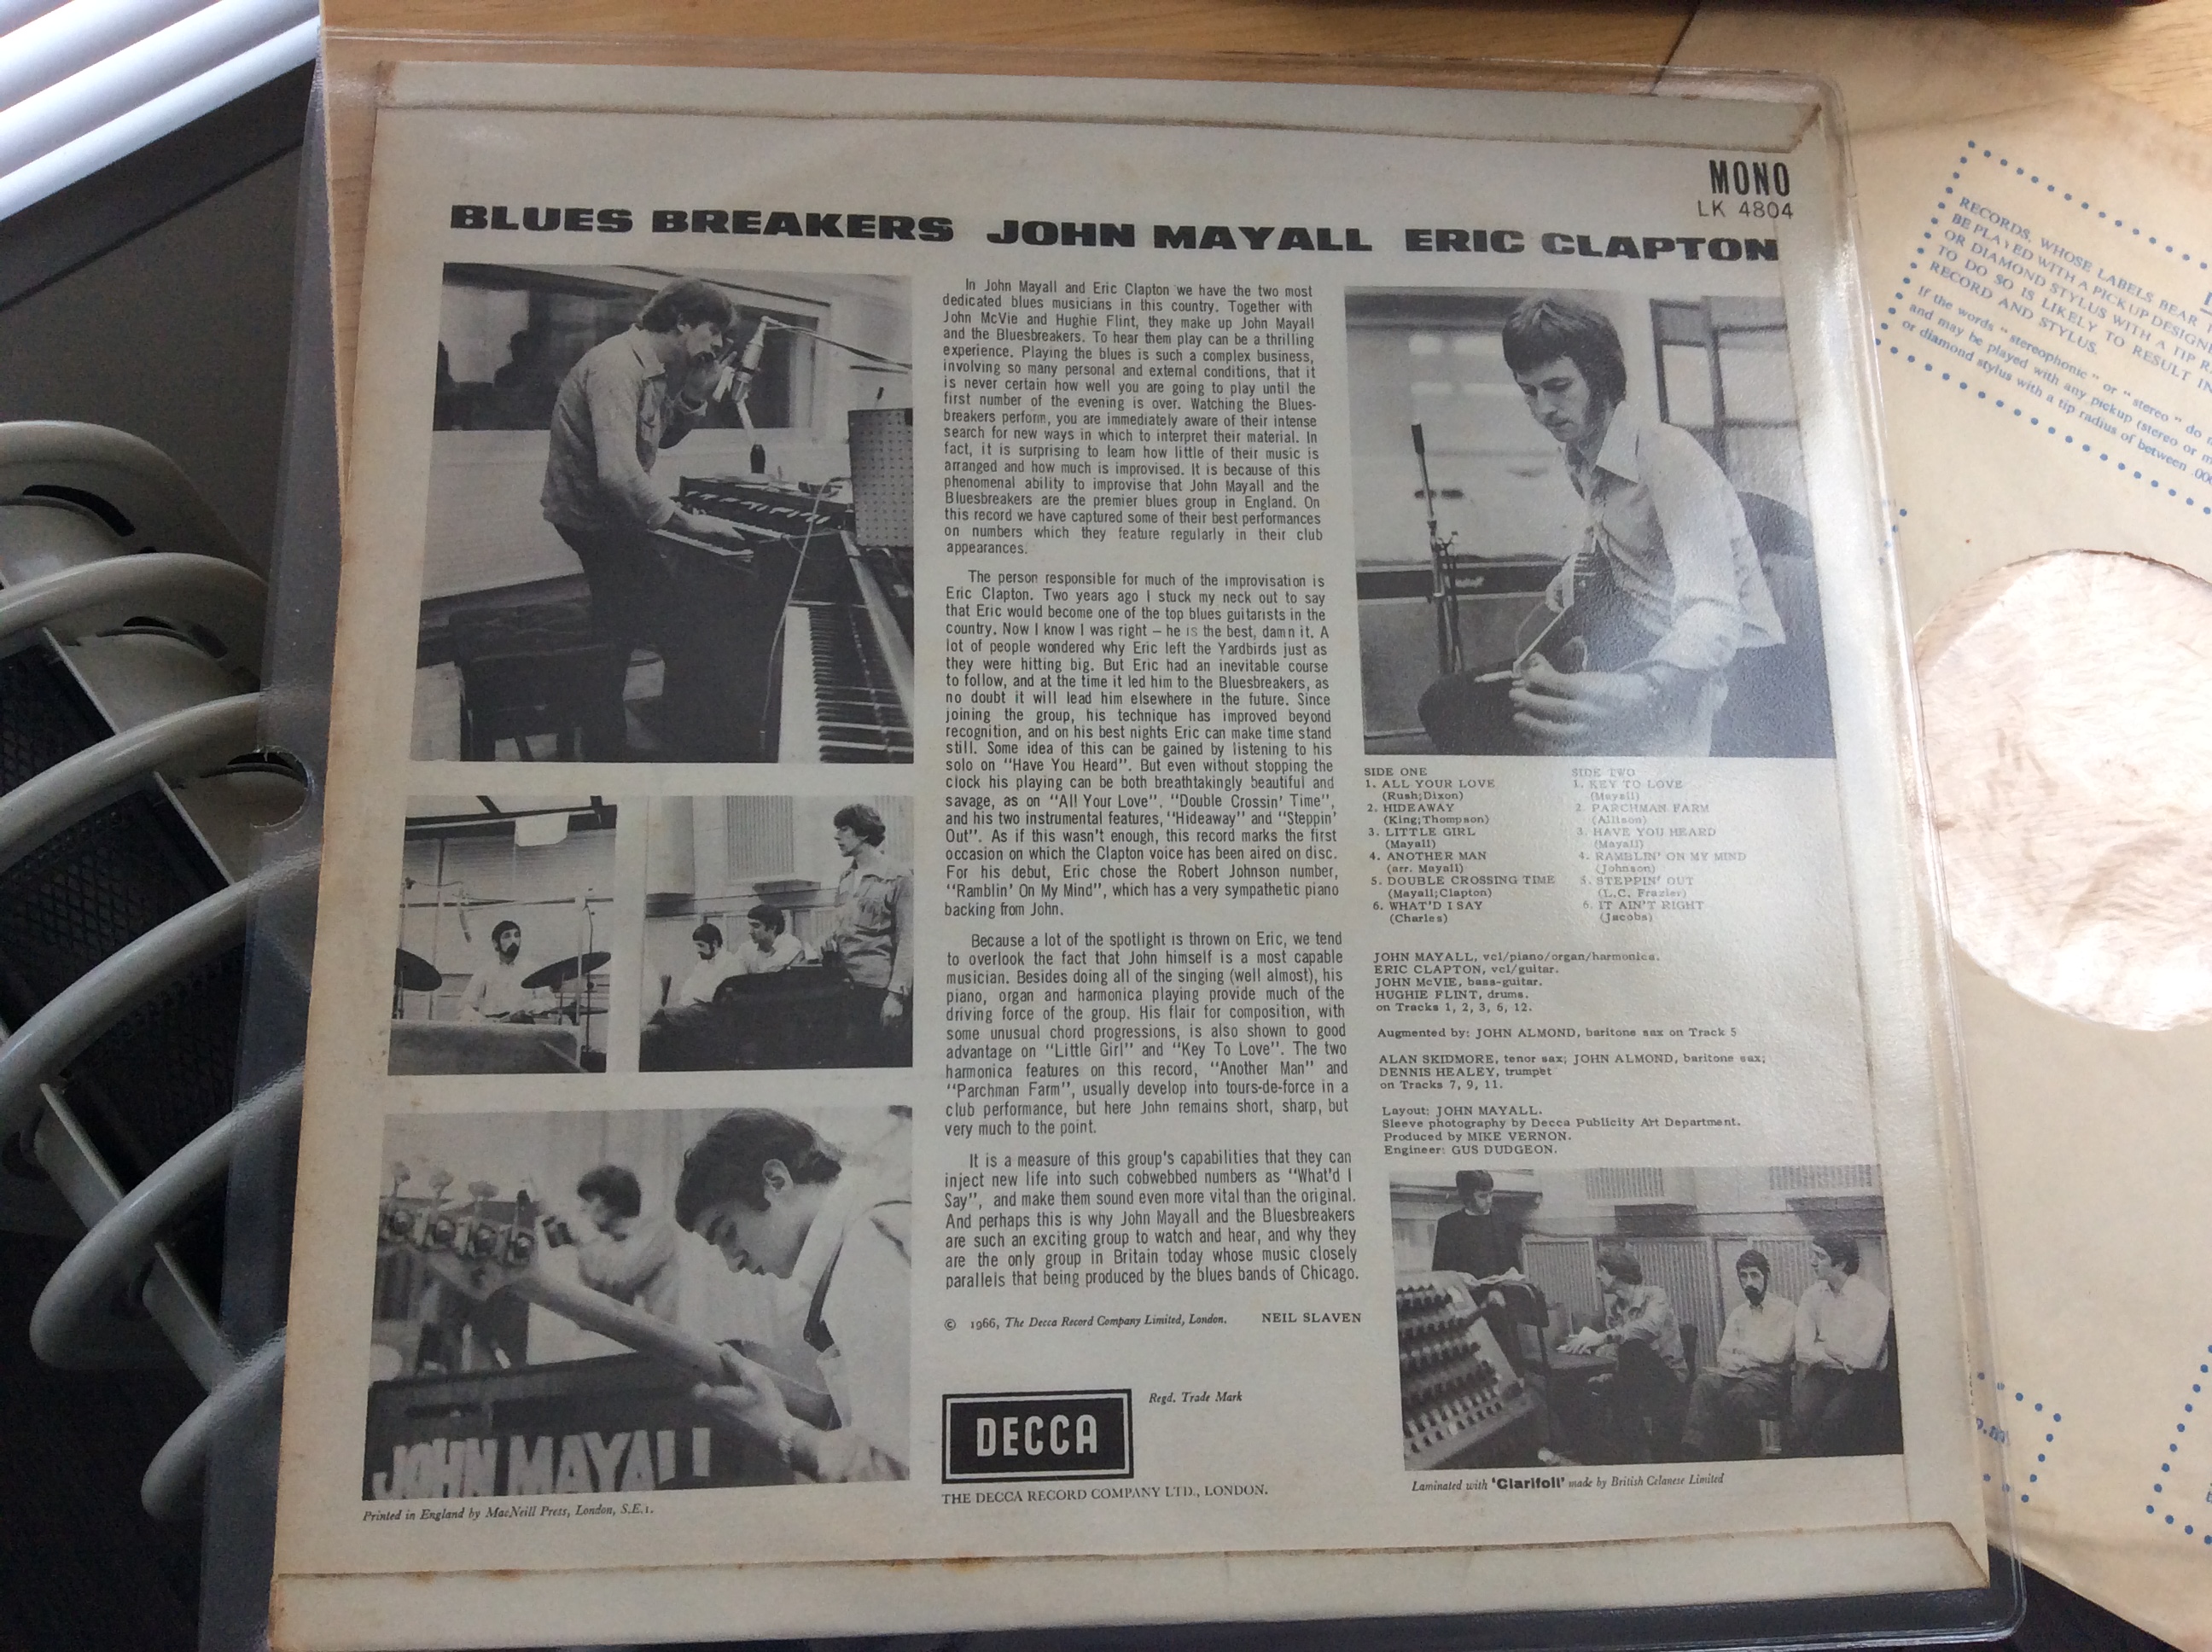 MONO
LK 4804
BLUES BREAKERS JOHN MAYALL ERIC CLAPTON
In John Mayall and Eric Clapton we have the two most
dedicated blues musicians in this country. Together with
John McVie and Hughie Flint, they make up John Mayall
and the Bluesbreakers. To hear them play can be a thrilling
experience. Playing the blues is such a complex business,
involving so many personal and external conditions, that it
is never certain how well you are going to play until the
first number of the evening is over. Watching the Blues-
breakers perform, you are immediately aware of their intense
search for new ways in which to interpret their material. In
fact, it is surprising to learn how little of their music is
arranged and how much is improvised. It is because of this
phenomenal ability to improvise that John Mayall and the
Bluesbreakers are the premier blues group in England. On
this record we have captured some of their best performances
on numbers which they feature regularly in their club
appearances.
The person responsible for much of the improvisation is
Eric Clapton. Two years ago I stuck my neck out to say
that Eric would become one of the top blues guitarists in the
country. Now I know I was right – he is the best, damn it. A
lot of people wondered why Eric left the Yardbirds just as
they were hitting big. But Eric had an inevitable course
to follow, and at the time it led him to the Bluesbreakers, as
no doubt it will lead him elsewhere in the future. Since
joining the group, his technique has improved beyond
recognition, and on his best nights Eric can make time stand
still. Some idea of this can be gained by listening to his
solo on "Have You Heard". But even without stopping the
clock his playing can be both breathtakingly beautiful and
savage, as on "All Your Love". "Double Crossin' Time",
and his two instrumental features, "Hideaway" and "Steppin'
Out". As if this wasn't enough, this record marks the first
occasion on which the Clapton voice has been aired on disc.
For his debut, Eric chose the Robert Johnson number,
"Ramblin' On My Mind", which has a very sympathetic piano
backing from John.
Because a lot of the spotlight is thrown on Eric, we tend
to overlook the fact that John himself is a most capable
musician. Besides doing all of the singing (well almost), his
piano, organ and harmonica playing provide much of the
driving force of the group. His flair for composition, with
some unusual chord progressions, is also shown to good
advantage on "Little Girl" and "Key To Love". The two
harmonica features on this record, "Another Man" and
"Parchman Farm", usually develop into tours-de-force in a
club performance, but here John remains short, sharp, but
very much to the point.
It is a measure of this group's capabilities that they can
inject new life into such cobwebbed numbers as "What'd I
Say", and make them sound even more vital than the original.
And perhaps this is why John Mayall and the Bluesbreakers
are such an exciting group to watch and hear, and why they
are the only group in Britain today whose music closely
parallels that being produced by the blues bands of Chicago.
© 1966, The Decca Record Company Limited, London. NEIL SLAVEN
DECCA
Regd. Trade Mark
THE DECCA RECORD COMPANY LTD., LONDON.
SIDE ONE
1. ALL YOUR LOVE
(Rush;Dixon)
2. HIDEAWAY
(King;Thompson)
3. LITTLE GIRL
(Mayall)
4. ANOTHER MAN
(arr. Mayall)
5. DOUBLE CROSSING TIME
(Mayall;Clapton)
6. WHAT'D I SAY
(Charles)
SIDE TWO
1. KEY TO LOVE
(Mayall)
2. PARCHMAN FARM
(Allison)
3. HAVE YOU HEARD
(Mayall)
4. RAMBLIN' ON MY MIND
(Johnson)
5. STEPPIN' OUT
(L.C. Frazier)
6. IT AIN'T RIGHT
(Jacobs)
JOHN MAYALL, vcl/piano/organ/harmonica.
ERIC CLAPTON, vcl/guitar.
JOHN McVIE, bass-guitar.
HUGHIE FLINT, drums.
on Tracks 1, 2, 3, 6, 12.
Augmented by: JOHN ALMOND, baritone sax on Track 5
ALAN SKIDMORE, tenor sax; JOHN ALMOND, baritone sax;
DENNIS HEALEY, trumpet
on Tracks 7, 9, 11.
Layout: JOHN MAYALL.
Sleeve photography by Decca Publicity Art Department.
Produced by MIKE VERNON.
Engineer: GUS DUDGEON.
Laminated with 'Clarifoil' made by British Celanese Limited
JOHN MAYALL
Printed in England by MacNeill Press, London, S.E.1.
RECORDS, WHOSE LABELS BEAR
BE PLAYED WITH A PICKUP DESIGNE
OR DIAMOND STYLUS WITH A TIP R
TO DO SO IS LIKELY TO RESULT IN
RECORD AND STYLUS.
If the words "stereophonic" or "stereo" do
and may be played with any pickup (stereo or m
or diamond stylus with a tip radius of between .00